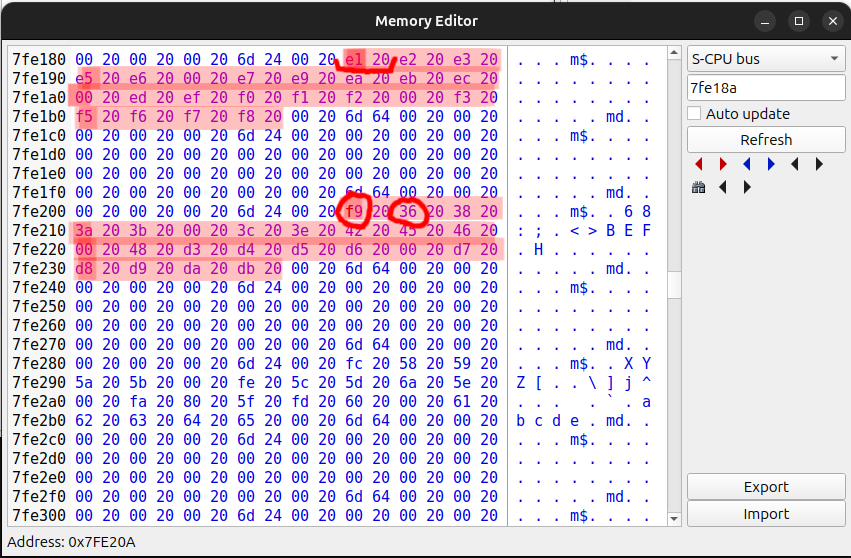 Memory Editor
7fe180 00 20 00 20 00 20 6d 24 00 20 e1 20 e2 20 e3 20 . . . m$. . . .
7fe190 e5 20 e6 20 00 20 e7 20 e9 20 ea 20 eb 20 ec 20 . . . . . . . .
7fe1a0 00 20 ed 20 ef 20 f0 20 f1 20 f2 20 00 20 f3 20 . . . . . . . .
7fe1b0 f5 20 f6 20 f7 20 f8 20 00 20 6d 64 00 20 00 20 . . . . . md. .
7fe1c0 00 20 00 20 00 20 6d 24 00 20 00 20 00 20 00 20 . . . m$. . . .
7fe1d0 00 20 00 20 00 20 00 20 00 20 00 20 00 20 00 20 . . . . . . . .
7fe1e0 00 20 00 20 00 20 00 20 00 20 00 20 00 20 00 20 . . . . . . . .
7fe1f0 00 20 00 20 00 20 00 20 00 20 6d 64 00 20 00 20 . . . . . md. .
7fe200 00 20 00 20 00 20 6d 24 00 20 f9 20 36 20 38 20 . . . m$. . 6 8
7fe210 3a 20 3b 20 00 20 3c 20 3e 20 42 20 45 20 46 20 : ; . < > B E F
7fe220 00 20 48 20 d3 20 d4 20 d5 20 d6 20 00 20 d7 20 . H . . . . . .
7fe230 d8 20 d9 20 da 20 db 20 00 20 6d 64 00 20 00 20 . . . . . md. .
7fe240 00 20 00 20 00 20 6d 24 00 20 00 20 00 20 00 20 . . . m$. . . .
7fe250 00 20 00 20 00 20 00 20 00 20 00 20 00 20 00 20 . . . . . . . .
7fe260 00 20 00 20 00 20 00 20 00 20 00 20 00 20 00 20 . . . . . . . .
7fe270 00 20 00 20 00 20 00 20 00 20 6d 64 00 20 00 20 . . . . . md. .
7fe280 00 20 00 20 00 20 6d 24 00 20 fc 20 58 20 59 20 . . . m$. . X Y
7fe290 5a 20 5b 20 00 20 fe 20 5c 20 5d 20 6a 20 5e 20 Z [ . . \ ] j ^
7fe2a0 00 20 fa 20 80 20 5f 20 fd 20 60 20 00 20 61 20 . . . _ . ` . a
7fe2b0 62 20 63 20 64 20 65 20 00 20 6d 64 00 20 00 20 b c d e . md. .
7fe2c0 00 20 00 20 00 20 6d 24 00 20 00 20 00 20 00 20 . . . m$. . . .
7fe2d0 00 20 00 20 00 20 00 20 00 20 00 20 00 20 00 20 . . . . . . . .
7fe2e0 00 20 00 20 00 20 00 20 00 20 00 20 00 20 00 20 . . . . . . . .
7fe2f0 00 20 00 20 00 20 00 20 00 20 6d 64 00 20 00 20 . . . . . md. .
7fe300 00 20 00 20 00 20 6d 24 00 20 00 20 00 20 00 20 . . . m$. . . .
S-CPU bus
7fe18a
Auto update
Refresh
Export
Import
Address: 0x7FE20A